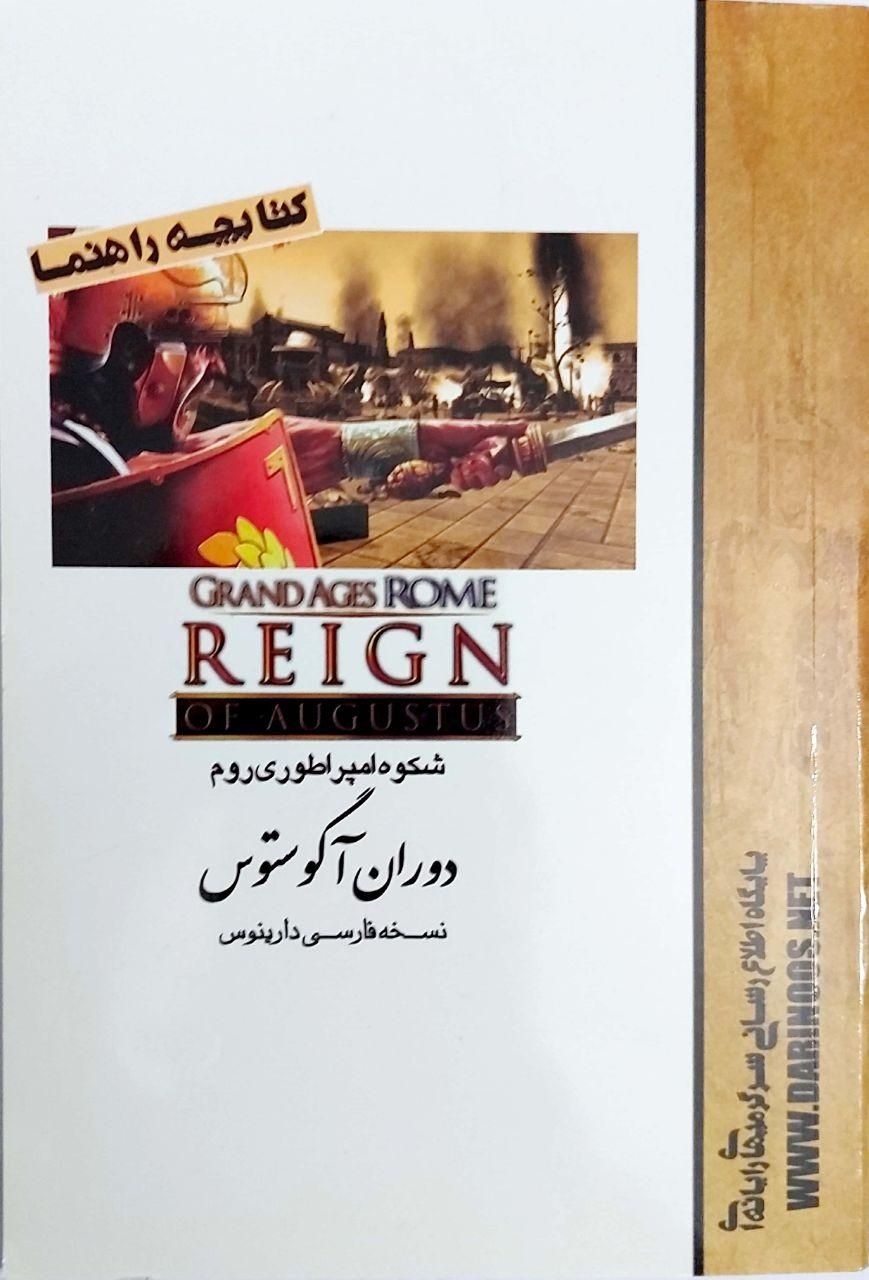 کتابچه راهنما
GRAND AGES ROME
REIGN
OF AUGUSTUS
شکوه امپراطوری روم
دوران آگوستوس
نسخه فارسی دارینوس
پایگاه اطلاع رسانی سرگرمیهای رایانه‌ای
WWW.DARINOOS.NET